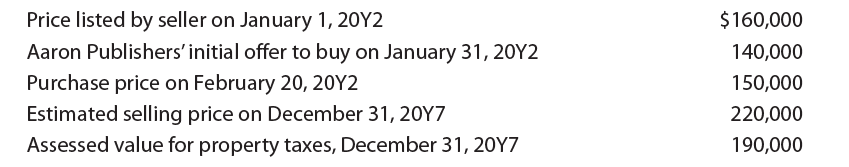 Price listed by seller on January 1, 20Y2 $160,000
Aaron Publishers' initial offer to buy on January 31, 20Y2 140,000
Purchase price on February 20, 20Y2 150,000
Estimated selling price on December 31, 20Y7 220,000
Assessed value for property taxes, December 31, 20Y7 190,000